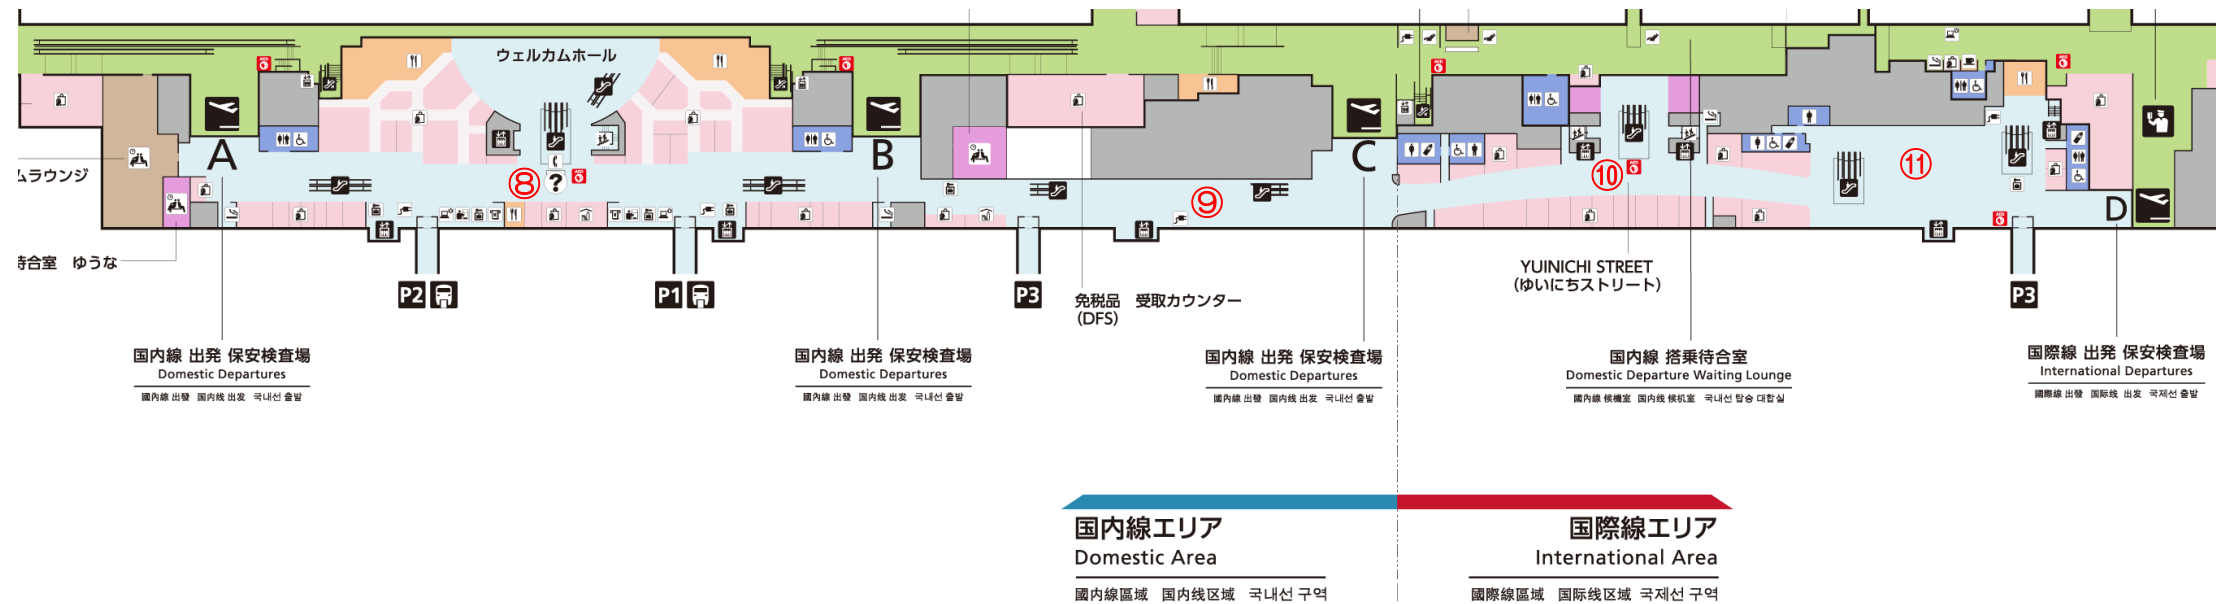 ウェルカムホール
A
B
C
D
⑧
?
⑨
⑩
⑪
ムラウンジ
待合室 ゆうな
P2
P1
P3
P3
免税品 受取カウンター
(DFS)
YUINICHI STREET
(ゆいにちストリート)
国内線 出発 保安検査場
Domestic Departures
國內線 出發 国内线 出发 국내선 출발
国内線 出発 保安検査場
Domestic Departures
國內線 出發 国内线 出发 국내선 출발
国内線 出発 保安検査場
Domestic Departures
國內線 出發 国内线 出发 국내선 출발
国内線 搭乗待合室
Domestic Departure Waiting Lounge
國內線 候機室 国内线 候机室 국내선 탑승 대합실
国際線 出発 保安検査場
International Departures
國際線 出發 国际线 出发 국제선 출발
国内線エリア
Domestic Area
國內線區域 国内线区域 국내선 구역
国際線エリア
International Area
國際線區域 国际线区域 국제선 구역